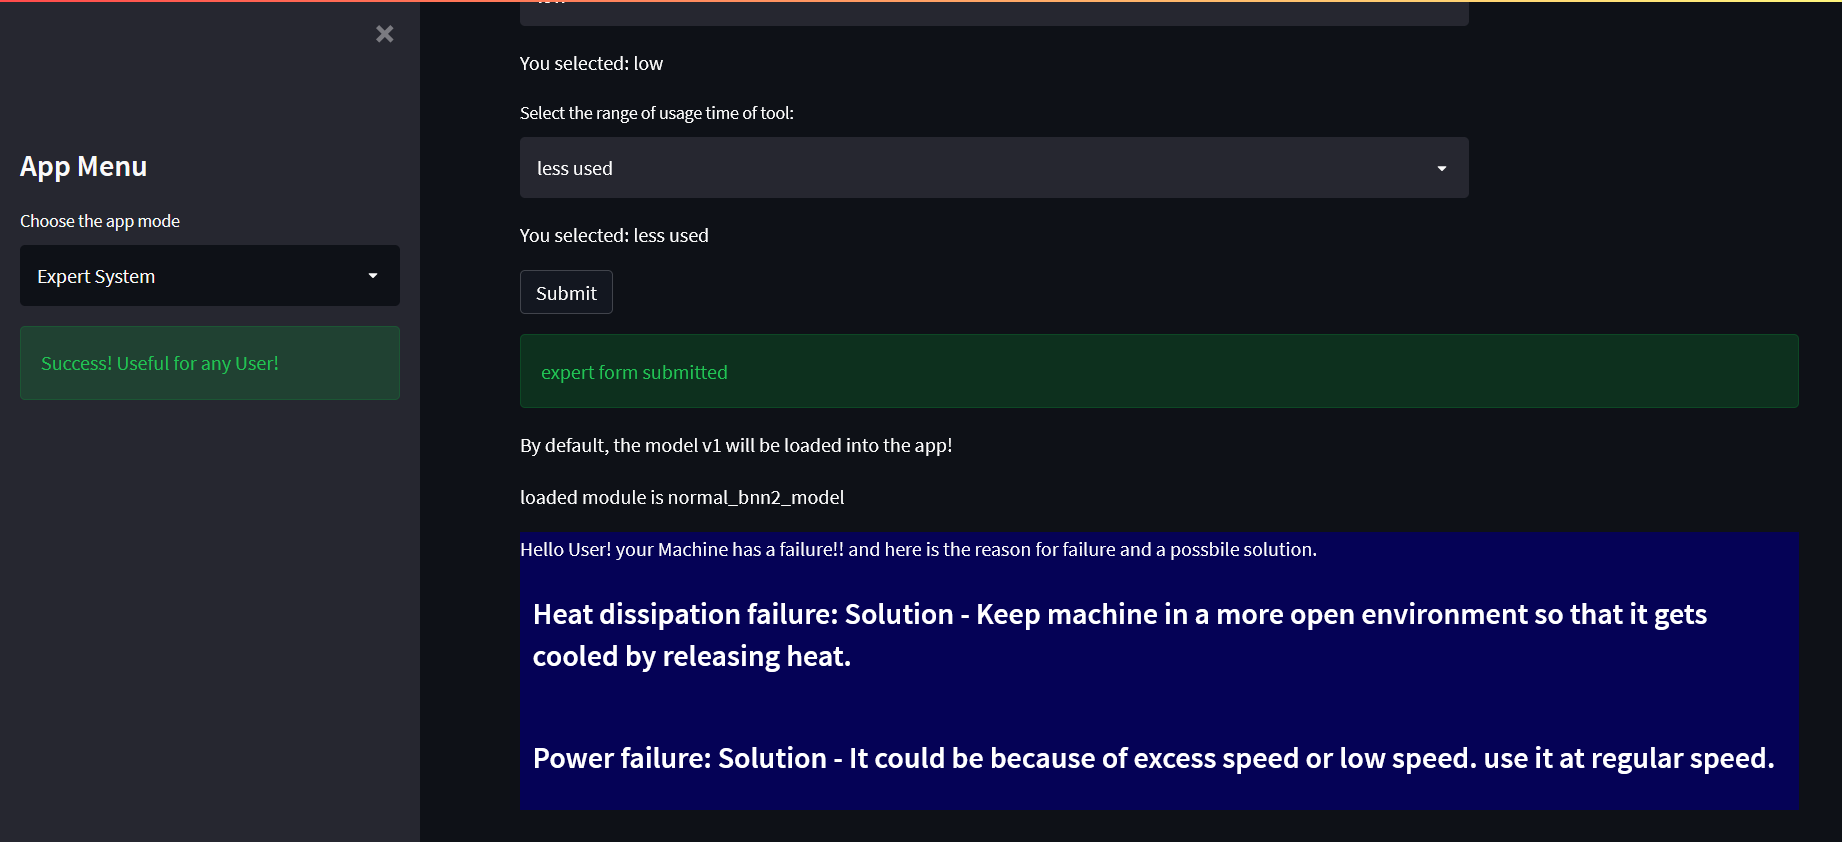 App Menu
Choose the app mode
Expert System
Success! Useful for any User!
You selected: low
Select the range of usage time of tool:
less used
You selected: less used
Submit
expert form submitted
By default, the model v1 will be loaded into the app!
loaded module is normal_bnn2_model
Hello User! your Machine has a failure!! and here is the reason for failure and a possbile solution.
Heat dissipation failure: Solution - Keep machine in a more open environment so that it gets
cooled by releasing heat.
Power failure: Solution - It could be because of excess speed or low speed. use it at regular speed.